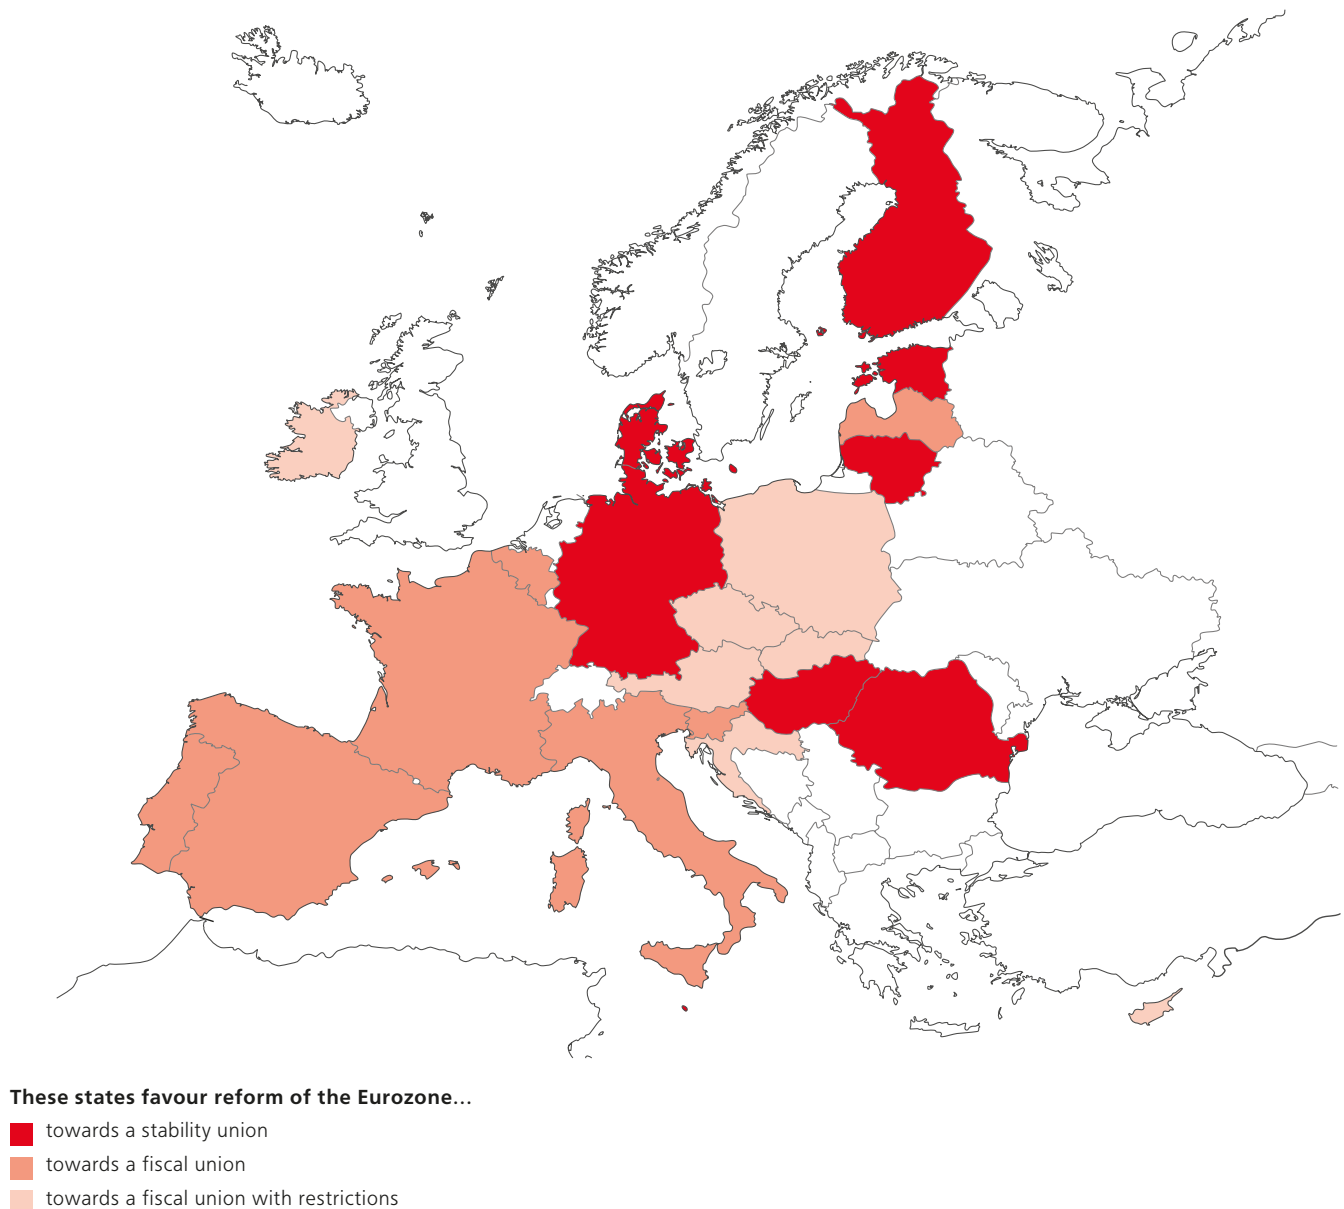 These states favour reform of the Eurozone…
towards a stability union
towards a fiscal union
towards a fiscal union with restrictions